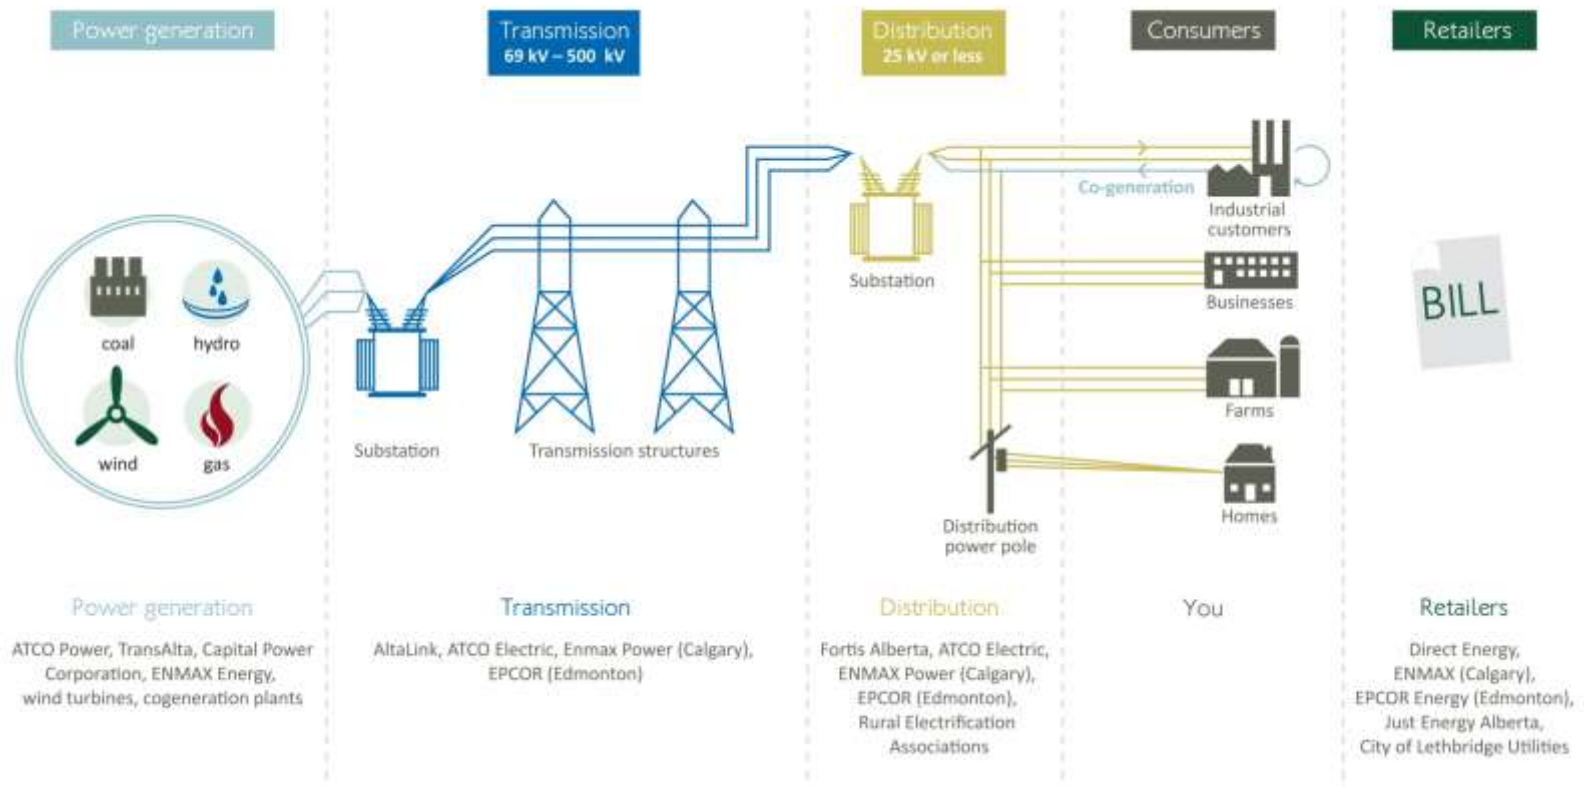 Power generation
Transmission
69 kV – 500 kV
Distribution
25 kV or less
Consumers
Retailers
coal
hydro
wind
gas
Substation
Transmission structures
Substation
Co-generation
Industrial
customers
Businesses
Farms
Homes
Distribution
power pole
BILL
Power generation
ATCO Power, TransAlta, Capital Power
Corporation, ENMAX Energy,
wind turbines, cogeneration plants
Transmission
AltaLink, ATCO Electric, Enmax Power (Calgary),
EPCOR (Edmonton)
Distribution
Fortis Alberta, ATCO Electric,
ENMAX Power (Calgary),
EPCOR (Edmonton),
Rural Electrification
Associations
You
Retailers
Direct Energy,
ENMAX (Calgary),
EPCOR Energy (Edmonton),
Just Energy Alberta,
City of Lethbridge Utilities